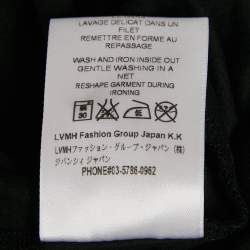 LAVAGE DELICAT DANS UN
FILET
REMETTRE EN FORME AU
REPASSAGE
WASH AND IRON INSIDE OUT
GENTLE WASHING IN A
NET
RESHAPE GARMENT DURING
IRONING
30
LVMH Fashion Group Japan K.K
LVMHファッション・グループ・ジャパン (株)
ジバンシィ ジャパン
PHONE#03-5786-0962